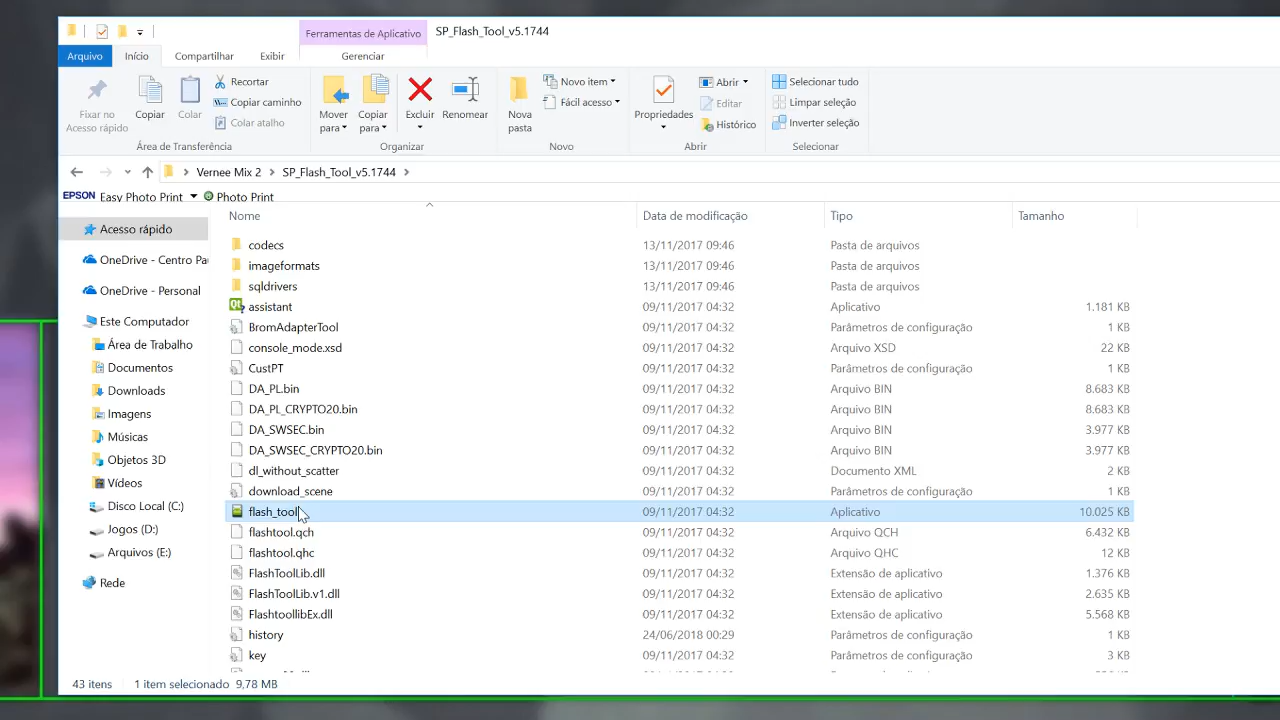 Ferramentas de Aplicativo
SP_Flash_Tool_v5.1744
Arquivo
Início
Compartilhar
Exibir
Gerenciar
Fixar no
Acesso rápido
Copiar
Colar
Recortar
Copiar caminho
Colar atalho
Área de Transferência
Mover
para
Copiar
para
Excluir
Renomear
Organizar
Nova
pasta
Novo item
Fácil acesso
Novo
Propriedades
Abrir
Editar
Histórico
Abrir
Selecionar tudo
Limpar seleção
Inverter seleção
Selecionar
Vernee Mix 2 > SP_Flash_Tool_v5.1744 >
EPSON Easy Photo Print Photo Print
Nome Data de modificação Tipo Tamanho
Acesso rápido
OneDrive - Centro Pa
OneDrive - Personal
Este Computador
Área de Trabalho
Documentos
Downloads
Imagens
Músicas
Objetos 3D
Vídeos
Disco Local (C:)
Jogos (D:)
Arquivos (E:)
Rede
codecs 13/11/2017 09:46 Pasta de arquivos
imageformats 13/11/2017 09:46 Pasta de arquivos
sqldrivers 13/11/2017 09:46 Pasta de arquivos
assistant 09/11/2017 04:32 Aplicativo 1.181 KB
BromAdapterTool 09/11/2017 04:32 Parâmetros de configuração 1 KB
console_mode.xsd 09/11/2017 04:32 Arquivo XSD 22 KB
CustPT 09/11/2017 04:32 Parâmetros de configuração 1 KB
DA_PL.bin 09/11/2017 04:32 Arquivo BIN 8.683 KB
DA_PL_CRYPTO20.bin 09/11/2017 04:32 Arquivo BIN 8.683 KB
DA_SWSEC.bin 09/11/2017 04:32 Arquivo BIN 3.977 KB
DA_SWSEC_CRYPTO20.bin 09/11/2017 04:32 Arquivo BIN 3.977 KB
dl_without_scatter 09/11/2017 04:32 Documento XML 2 KB
download_scene 09/11/2017 04:32 Parâmetros de configuração 1 KB
flash_tool 09/11/2017 04:32 Aplicativo 10.025 KB
flashtool.qch 09/11/2017 04:32 Arquivo QCH 6.432 KB
flashtool.qhc 09/11/2017 04:32 Arquivo QHC 12 KB
FlashToolLib.dll 09/11/2017 04:32 Extensão de aplicativo 1.376 KB
FlashToolLib.v1.dll 09/11/2017 04:32 Extensão de aplicativo 2.635 KB
FlashtoollibEx.dll 09/11/2017 04:32 Extensão de aplicativo 5.568 KB
history 24/06/2018 00:29 Parâmetros de configuração 1 KB
key 09/11/2017 04:32 Parâmetros de configuração 3 KB
43 itens 1 item selecionado 9,78 MB